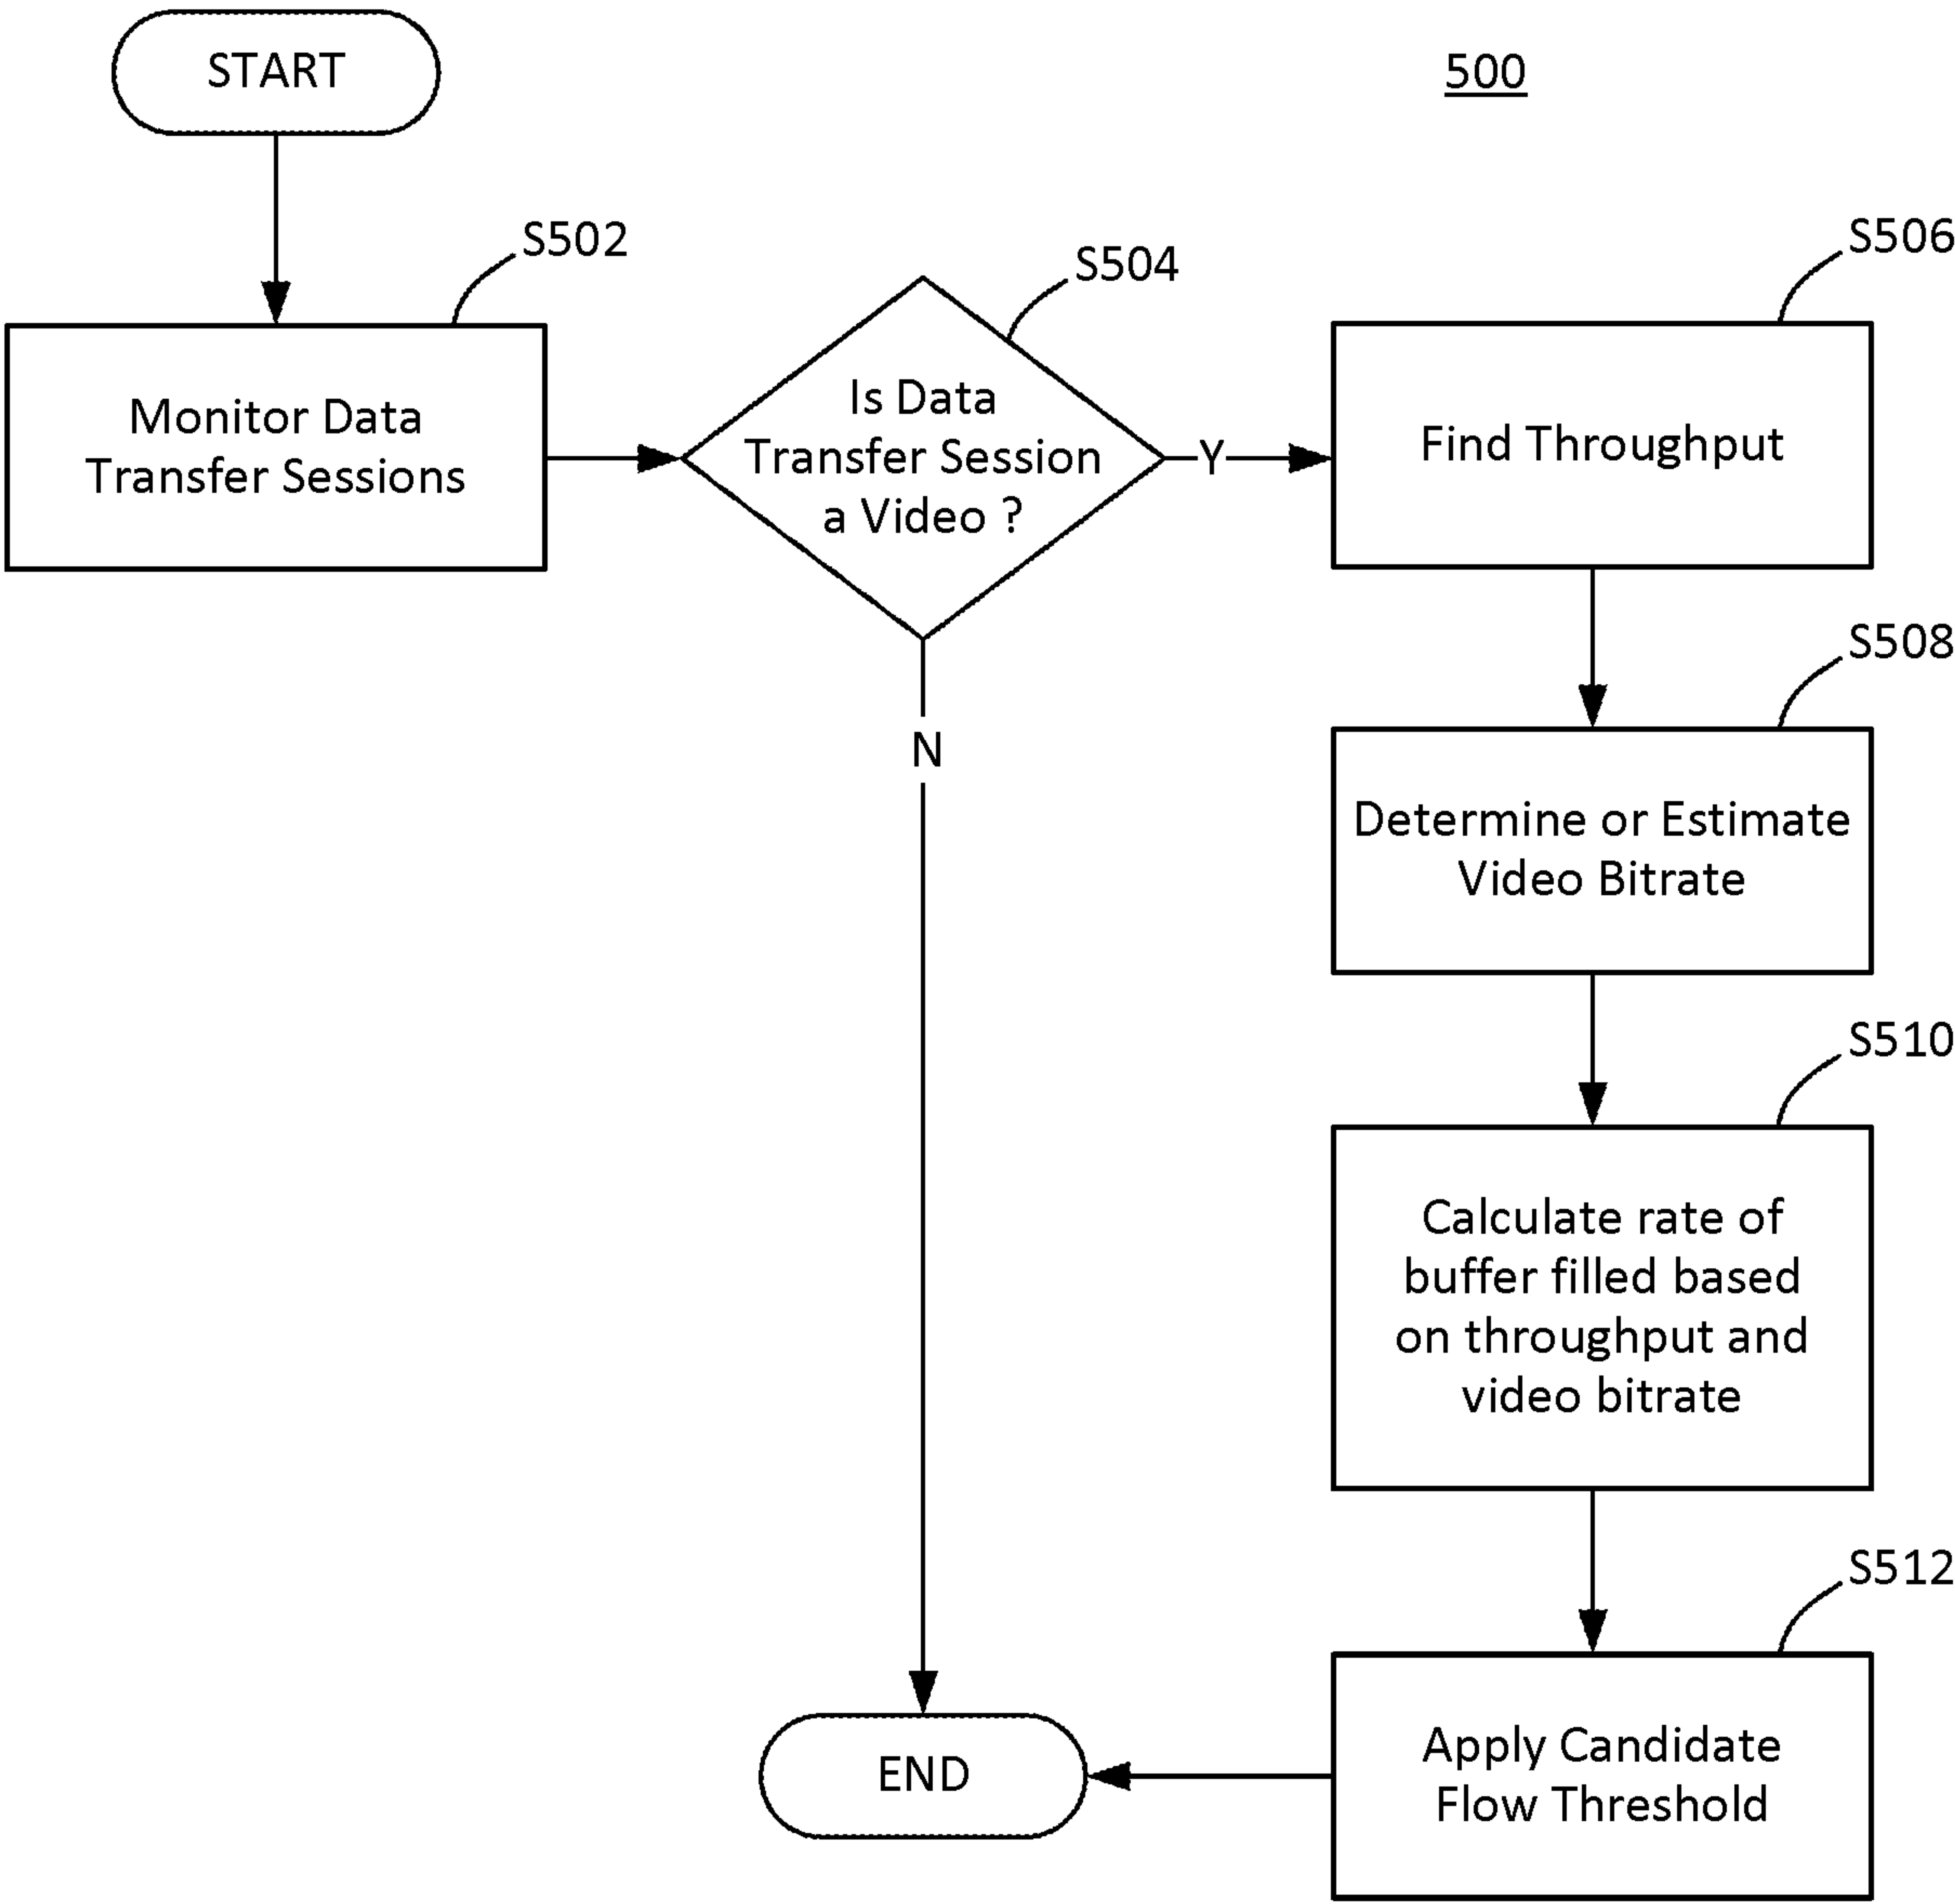 START
500
S502
Monitor Data
Transfer Sessions
S504
Is Data
Transfer Session
a Video ?
Y
N
S506
Find Throughput
S508
Determine or Estimate
Video Bitrate
S510
Calculate rate of
buffer filled based
on throughput and
video bitrate
S512
Apply Candidate
Flow Threshold
END